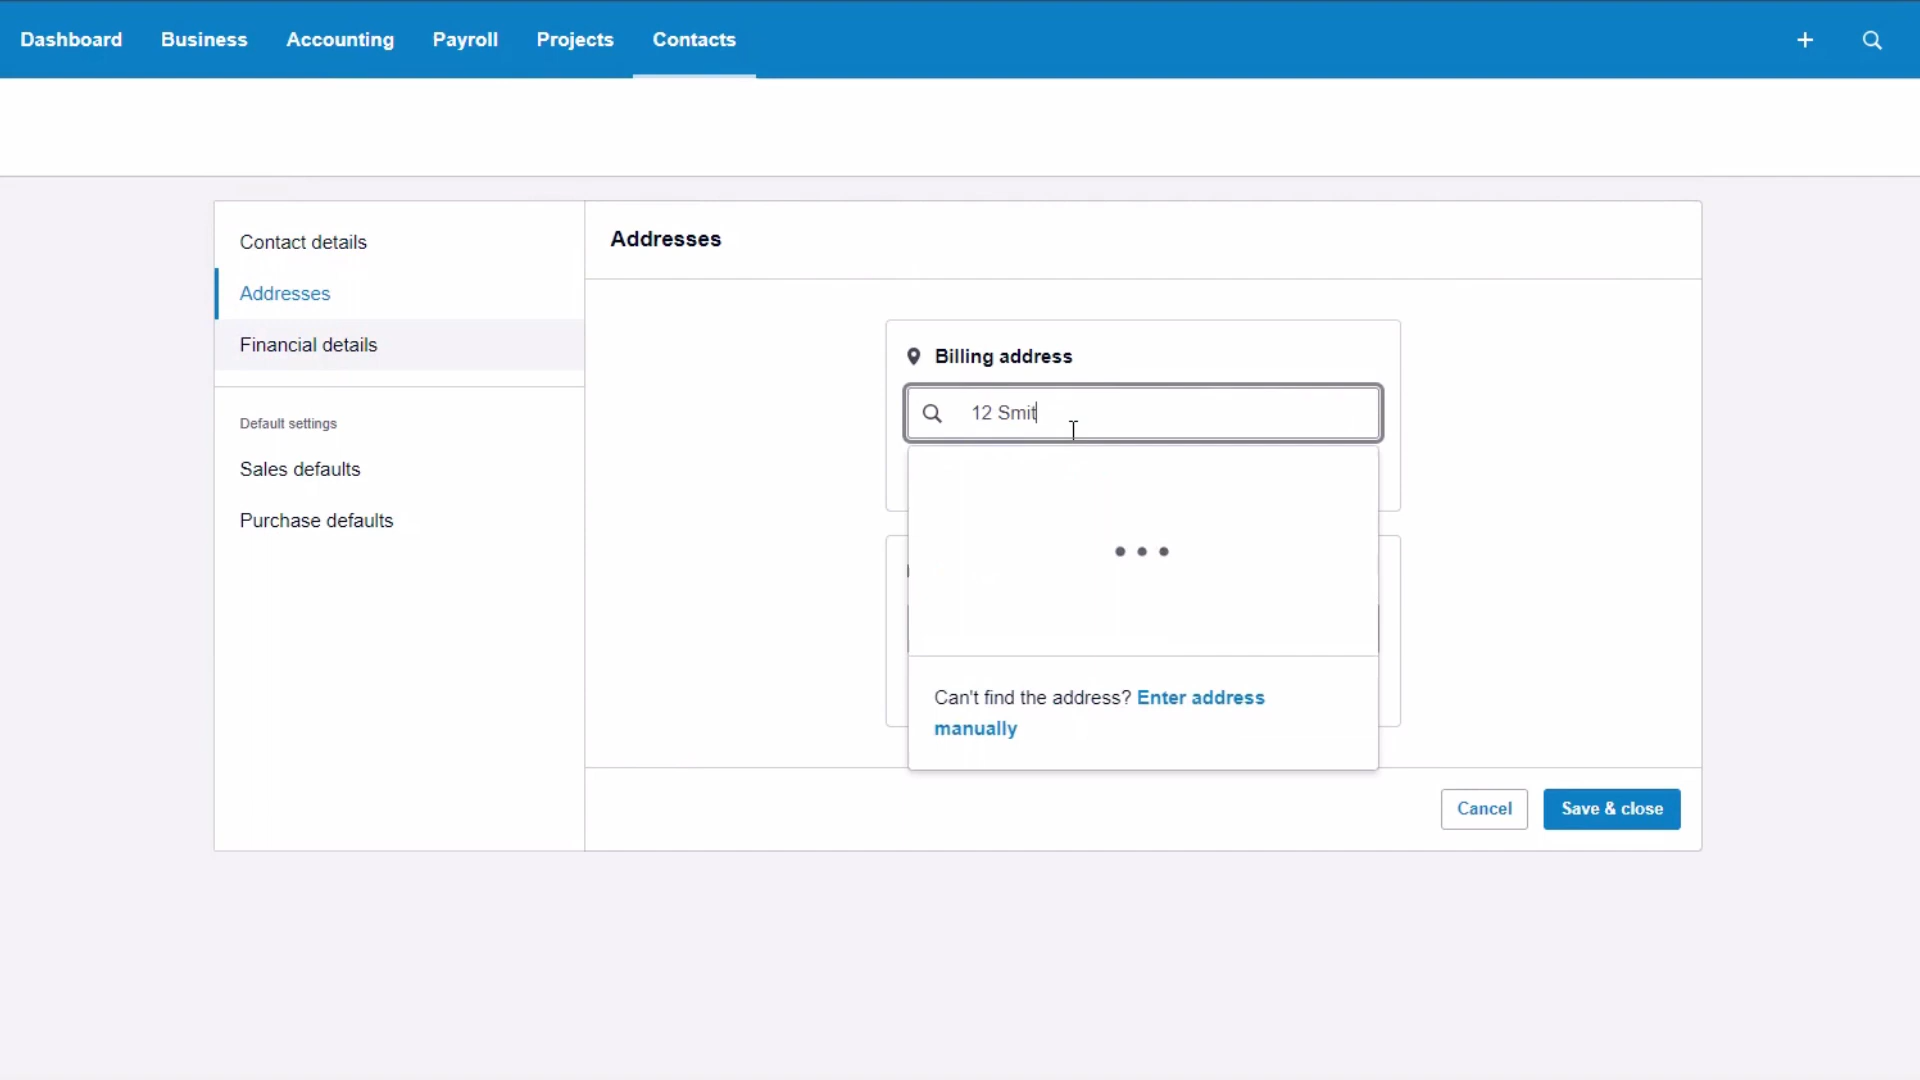 Dashboard Business Accounting Payroll Projects Contacts
Contact details
Addresses
Financial details
Default settings
Sales defaults
Purchase defaults
Addresses
Billing address
12 Smit
Can't find the address? Enter address
manually
Cancel Save & close